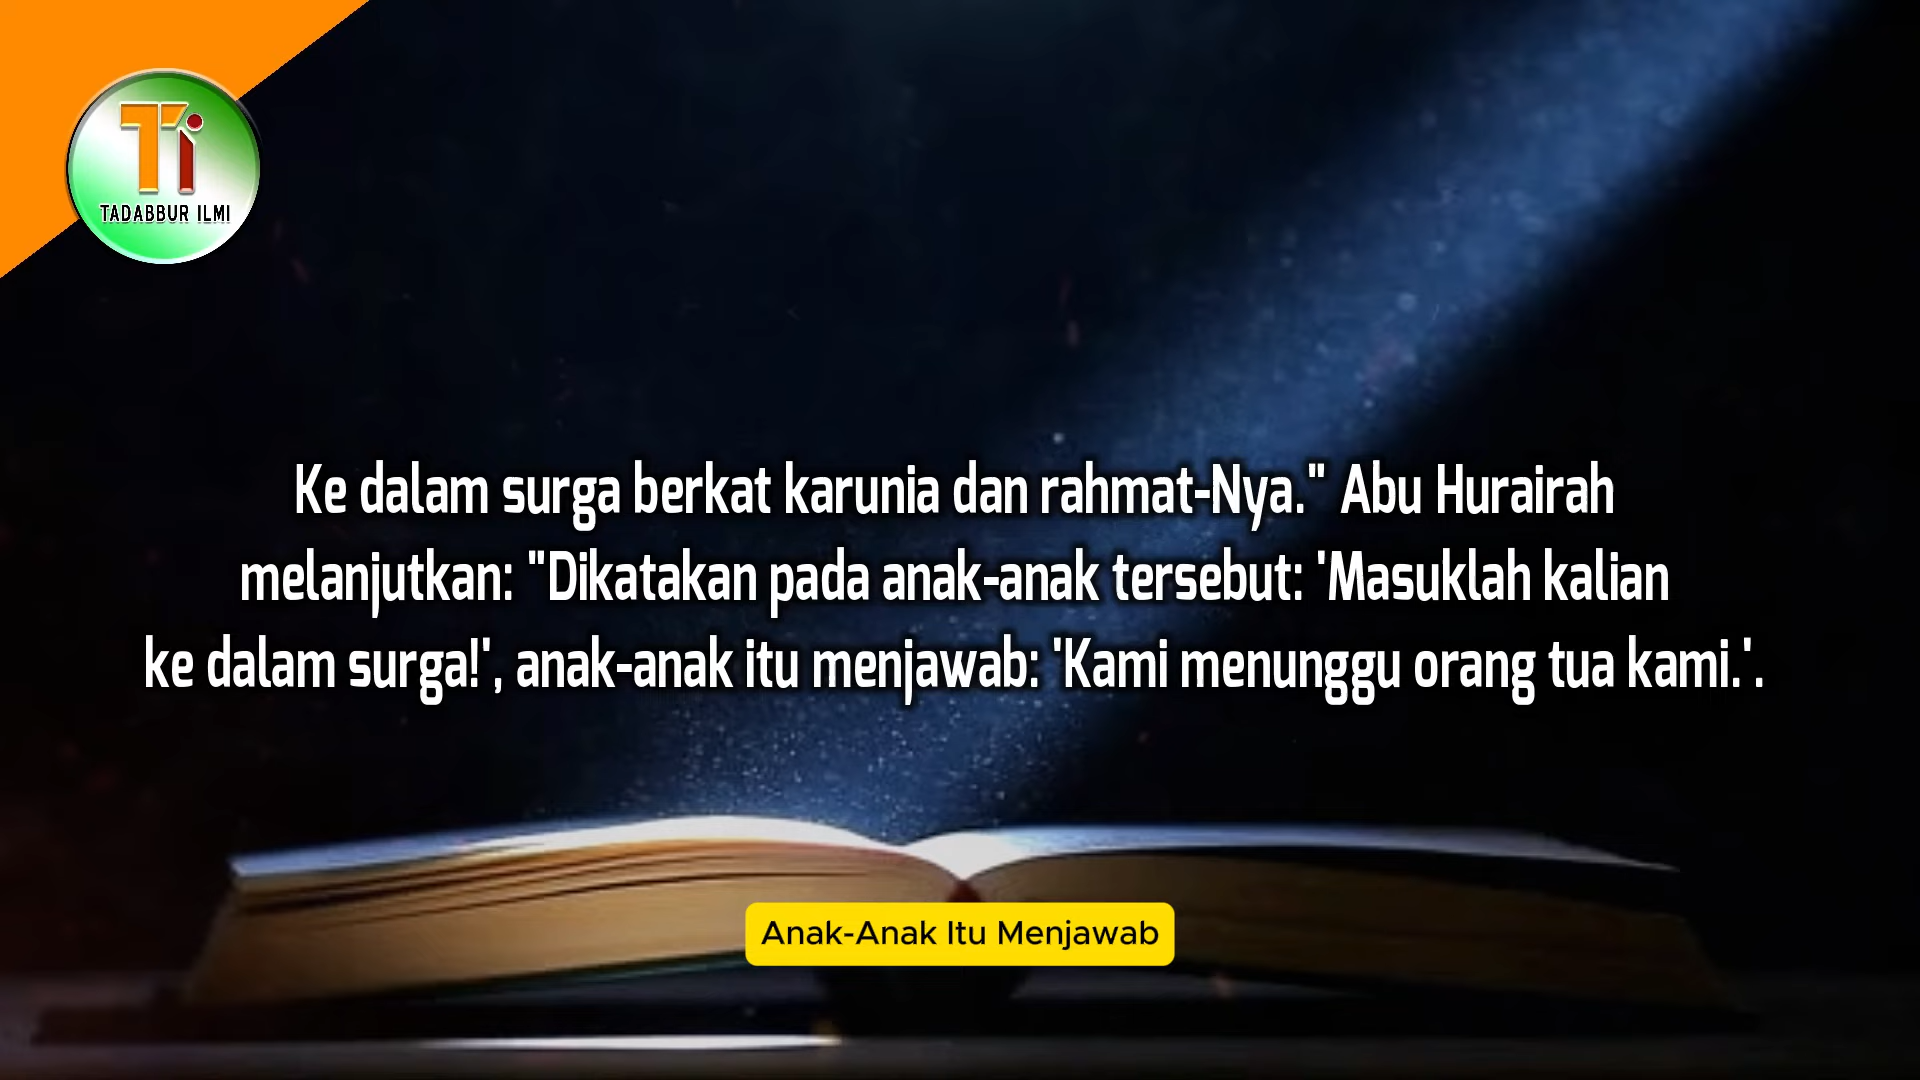 Ti
TADABBUR ILMI
Ke dalam surga berkat karunia dan rahmat-Nya." Abu Hurairah
melanjutkan: "Dikatakan pada anak-anak tersebut: 'Masuklah kalian
ke dalam surga!', anak-anak itu menjawab: 'Kami menunggu orang tua kami.'.
Anak-Anak Itu Menjawab